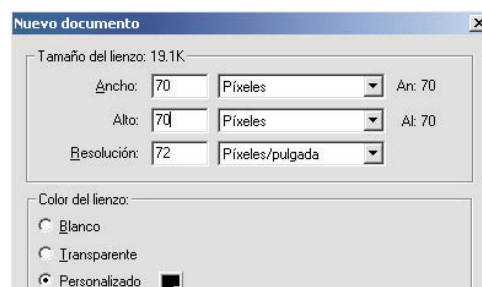 Nuevo documento
Tamaño del lienzo: 19.1K
Ancho: 70 Píxeles An: 70
Alto: 70 Píxeles Al: 70
Resolución: 72 Píxeles/pulgada
Color del lienzo:
Blanco
Transparente
Personalizado